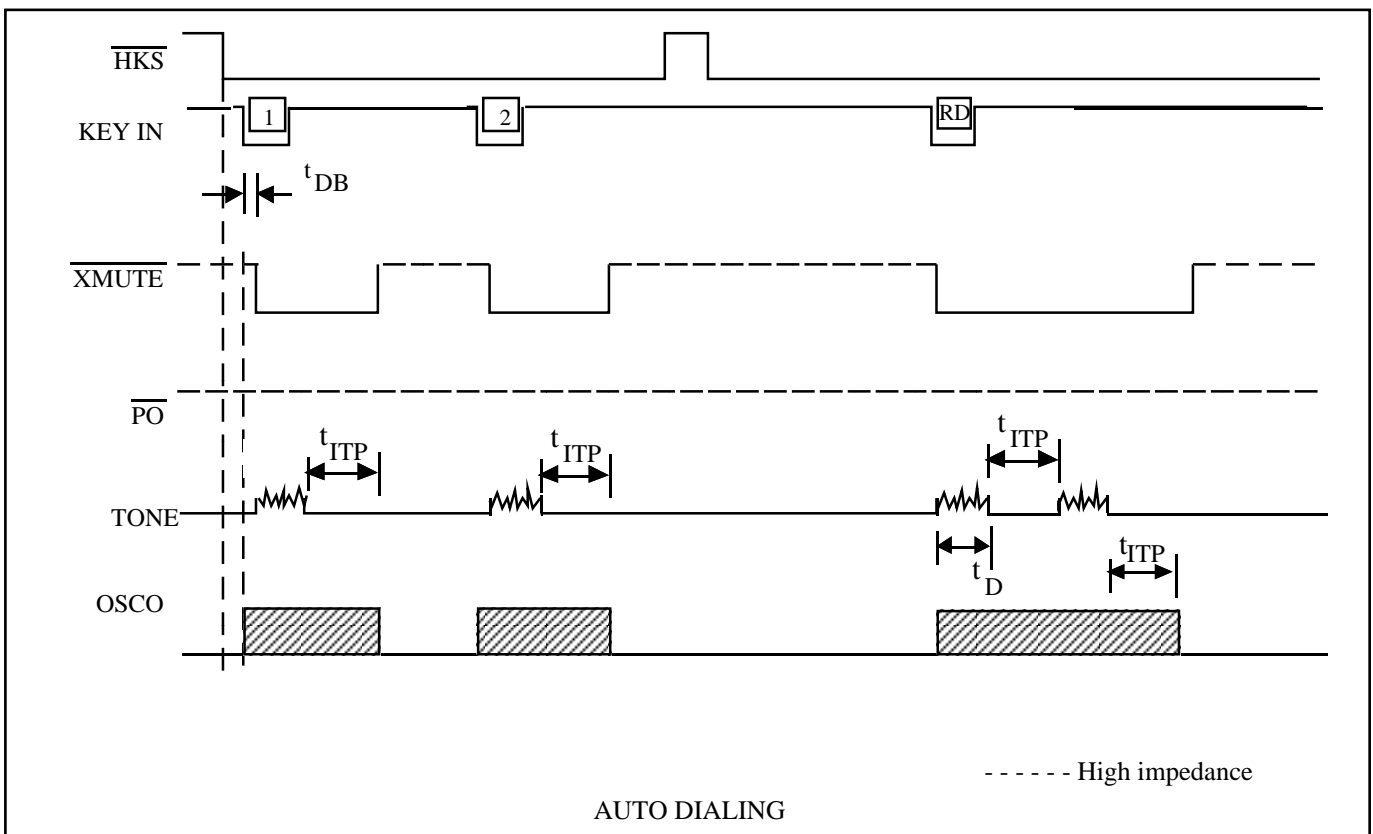 HKS
KEY IN
1
2
RD
tDB
XMUTE
PO
tITP
tITP
tITP
TONE
tD
tITP
OSCO
- - - - - - High impedance
AUTO DIALING